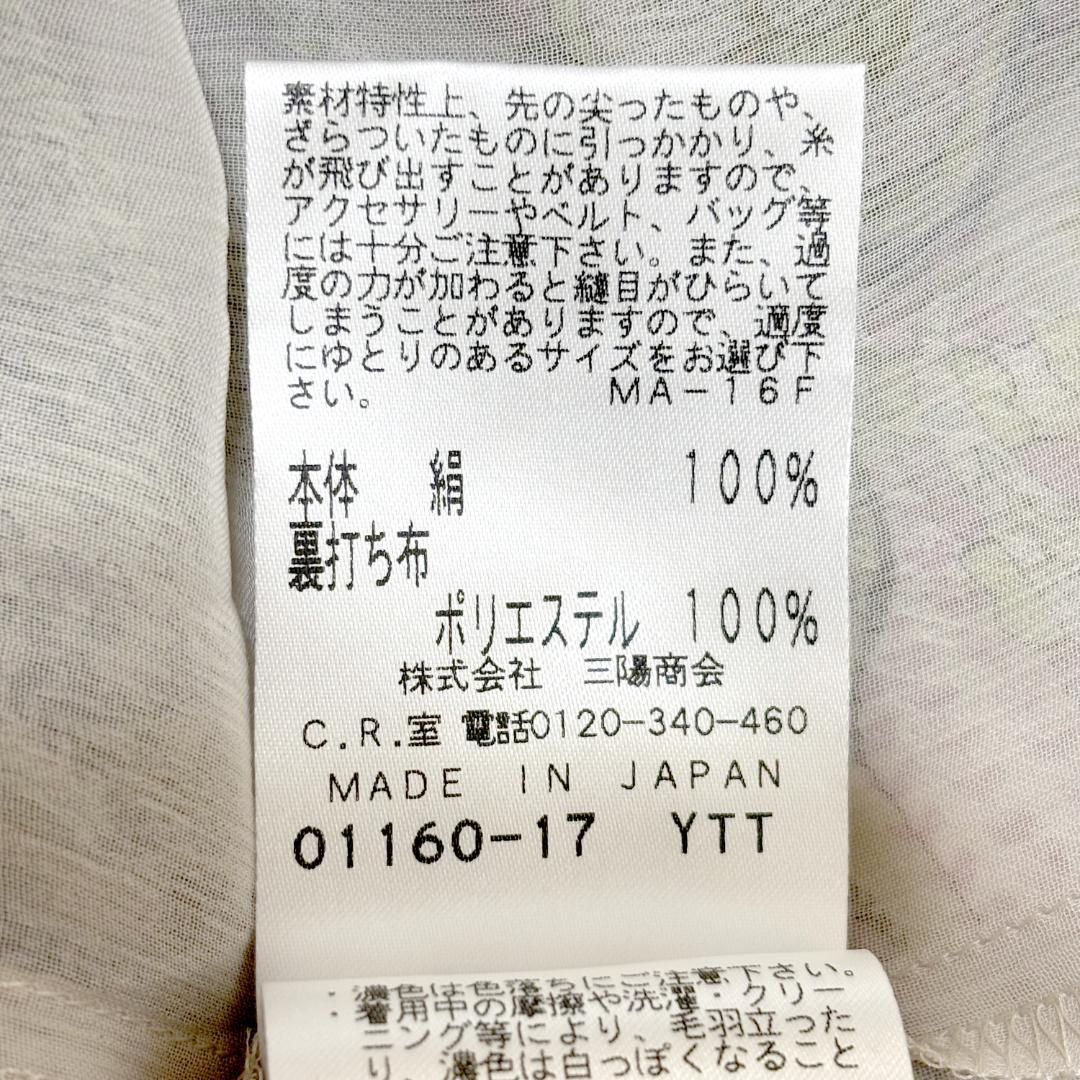 素材特性上、先の尖ったものや、
ざらついたものに引っかかり、糸
が飛び出すことがありますので、
アクセサリーやベルト、バッグ等
には十分ご注意下さい。また、過
度の力が加わると縫目がひらいて
しまうことがありますので、適度
にゆとりのあるサイズをお選び下
さい。 MA-16F
本体 絹 100%
裏打ち布
ポリエステル 100%
株式会社 三陽商会
C.R.室 電話0120-340-460
MADE IN JAPAN
01160-17 YTT
・濃色は色落ちにご注意下さい。
・着用中の摩擦や洗濯・クリー
ニング等により、毛羽立った
り、濃色は白っぽくなること